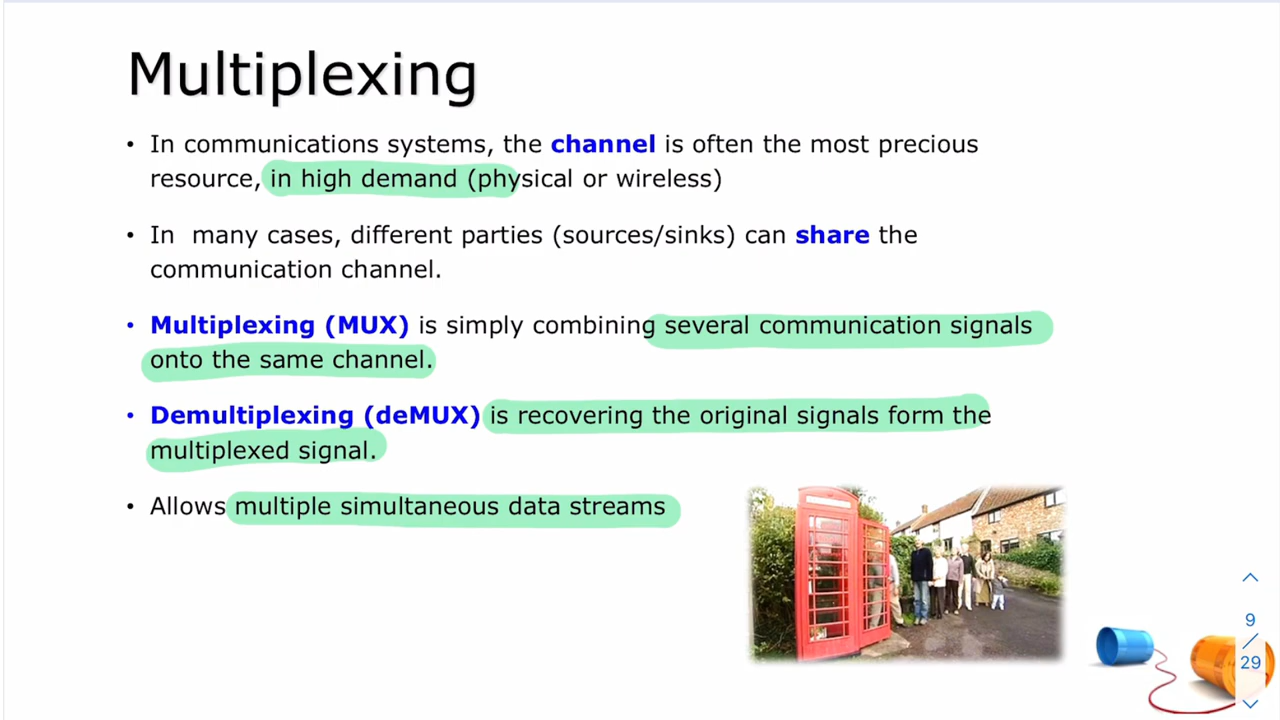 Multiplexing
• In communications systems, the channel is often the most precious
resource, in high demand (physical or wireless)
• In  many cases, different parties (sources/sinks) can share the
communication channel.
• Multiplexing (MUX) is simply combining several communication signals
onto the same channel.
• Demultiplexing (deMUX) is recovering the original signals form the
multiplexed signal.
• Allows multiple simultaneous data streams
9
/
29